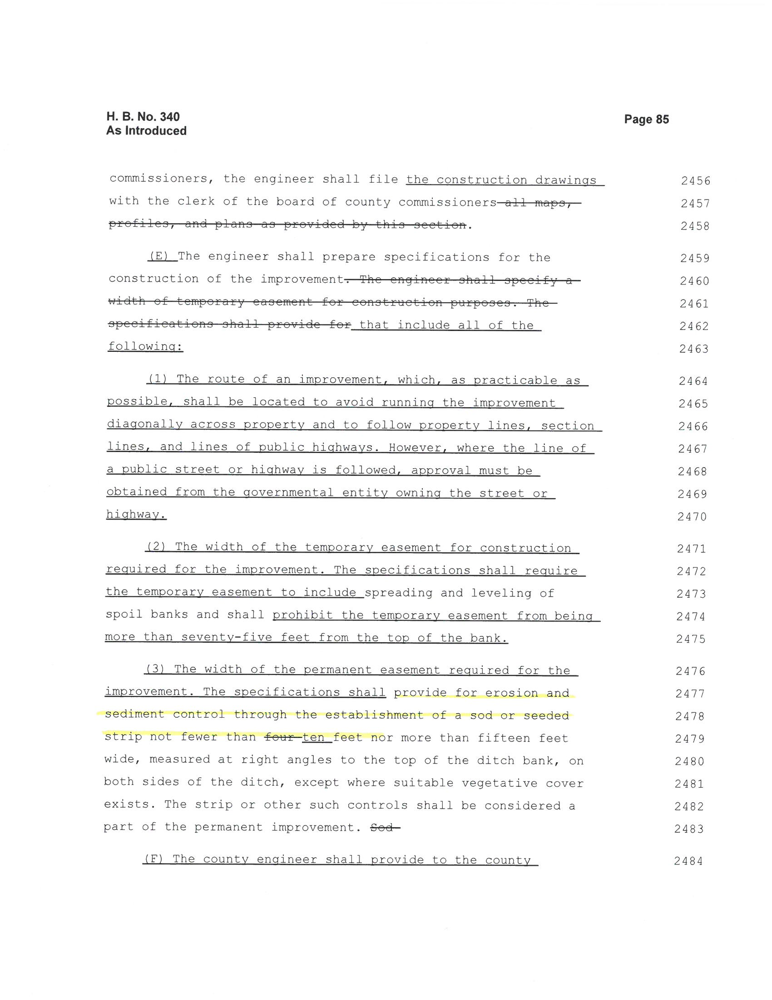 H. B. No. 340
Page 85
As Introduced
commissioners, the engineer shall file the construction drawings 2456
with the clerk of the board of county commissioners all maps, 2457
profiles, and plans as provided by this section. 2458
(E) The engineer shall prepare specifications for the 2459
construction of the improvement. The engineer shall specify a 2460
width of temporary easement for construction purposes. The 2461
specifications shall provide for that include all of the 2462
following: 2463
(1) The route of an improvement, which, as practicable as 2464
possible, shall be located to avoid running the improvement 2465
diagonally across property and to follow property lines, section 2466
lines, and lines of public highways. However, where the line of 2467
a public street or highway is followed, approval must be 2468
obtained from the governmental entity owning the street or 2469
highway. 2470
(2) The width of the temporary easement for construction 2471
required for the improvement. The specifications shall require 2472
the temporary easement to include spreading and leveling of 2473
spoil banks and shall prohibit the temporary easement from being 2474
more than seventy-five feet from the top of the bank. 2475
(3) The width of the permanent easement required for the 2476
improvement. The specifications shall provide for erosion and 2477
sediment control through the establishment of a sod or seeded 2478
strip not fewer than four ten feet nor more than fifteen feet 2479
wide, measured at right angles to the top of the ditch bank, on 2480
both sides of the ditch, except where suitable vegetative cover 2481
exists. The strip or other such controls shall be considered a 2482
part of the permanent improvement. Sod 2483
(F) The county engineer shall provide to the county 2484